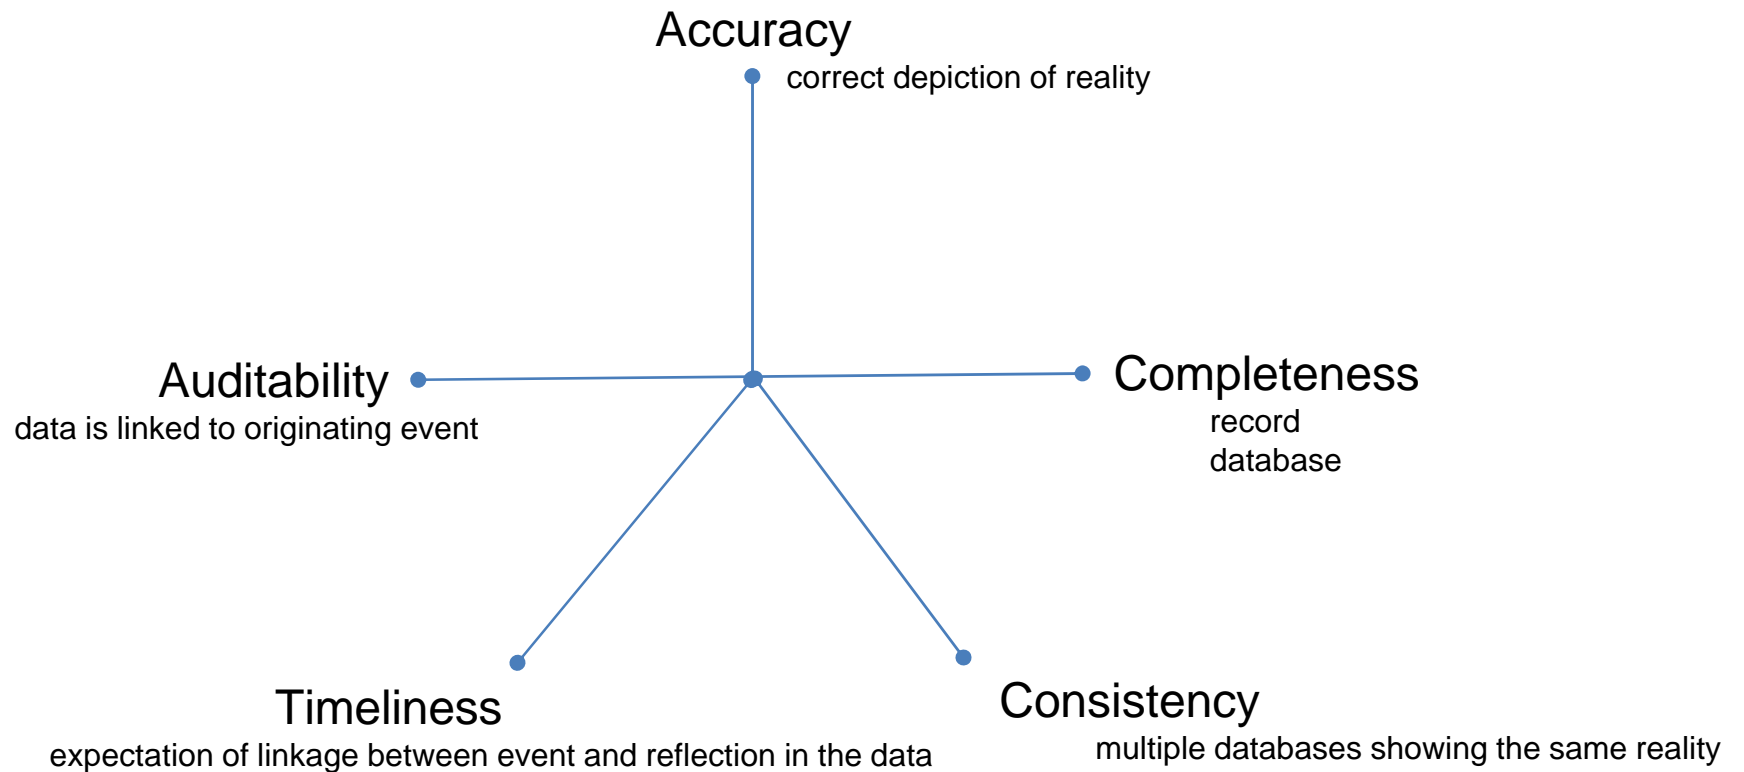 Accuracy
correct depiction of reality
Auditability
data is linked to originating event
Completeness
record
database
Timeliness
expectation of linkage between event and reflection in the data
Consistency
multiple databases showing the same reality